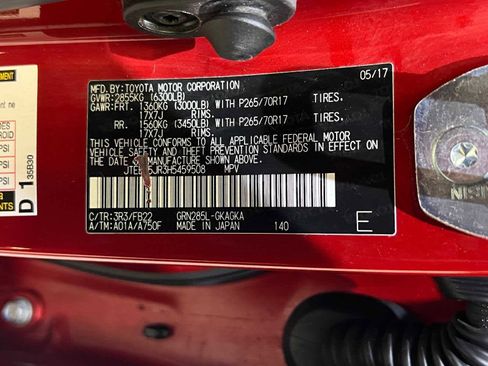 MFD. BY:TOYOTA MOTOR CORPORATION 05/17
GVWR:2855KG (6300LB)
GAWR:FRT. 1360KG (3000LB) WITH P265/70R17 TIRES.
17X7J RIMS.
RR. 1560KG (3450LB) WITH P265/70R17 TIRES.
17X7J RIMS.
THIS VEHICLE CONFORMS TO ALL APPLICABLE FEDERAL MOTOR
VEHICLE SAFETY AND THEFT PREVENTION STANDARDS IN EFFECT ON
THE DATE OF MANUFACTURE SHOWN ABOVE.
MPV
C/TR:3R3/FB22 GRN285L-GKAGKA
A/TM:A01A/A750F MADE IN JAPAN 140 E
D 1
135B30